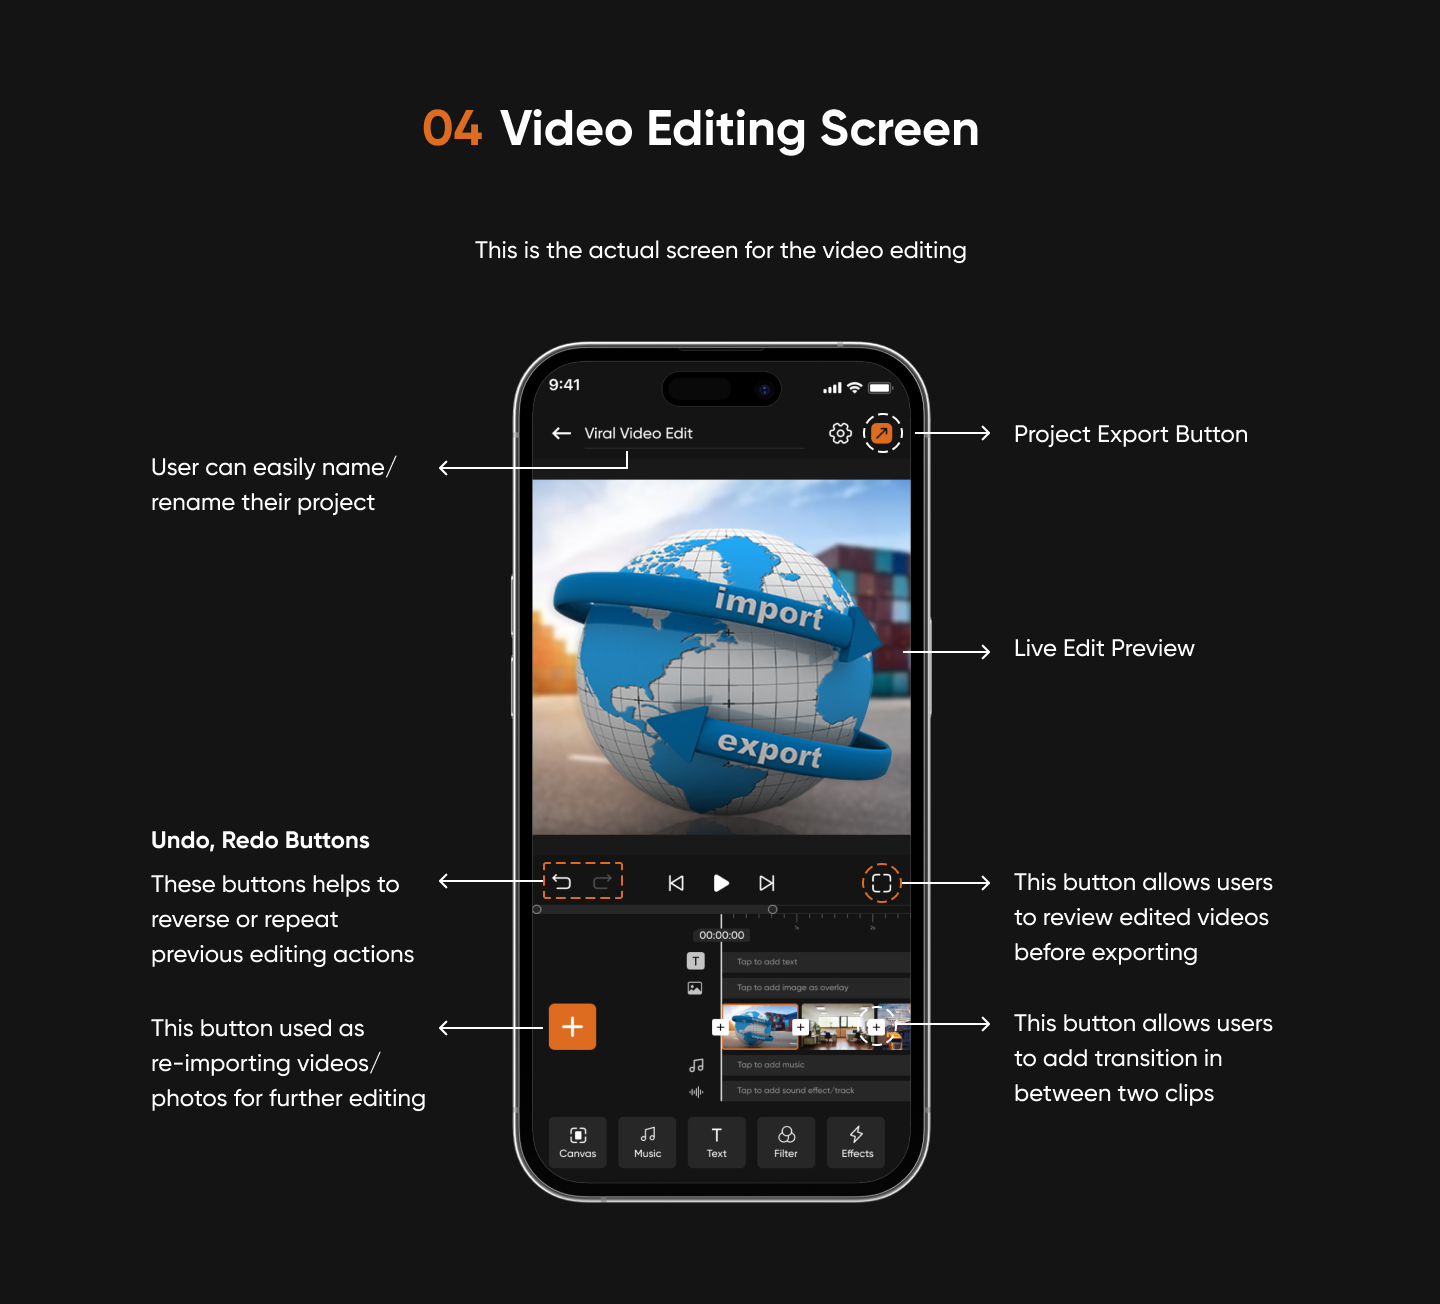 04 Video Editing Screen
This is the actual screen for the video editing
9:41
Viral Video Edit
Project Export Button
User can easily name/
rename their project
import
Live Edit Preview
export
Undo, Redo Buttons
These buttons helps to
reverse or repeat
previous editing actions
This button allows users
to review edited videos
before exporting
00:00:00
1s
2s
T
Tap to add text
Tap to add image as overlay
This button used as
re-importing videos/
photos for further editing
This button allows users
to add transition in
between two clips
Tap to add music
Tap to add sound effect/track
T
Canvas
Music
Text
Filter
Effects